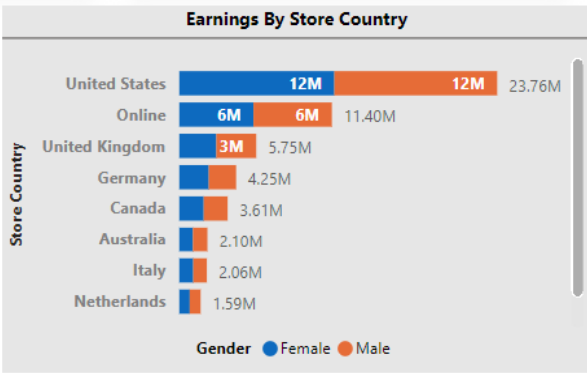 Earnings By Store Country
Store Country
United States 12M 12M 23.76M
Online 6M 6M 11.40M
United Kingdom 3M 5.75M
Germany 4.25M
Canada 3.61M
Australia 2.10M
Italy 2.06M
Netherlands 1.59M
Gender Female Male